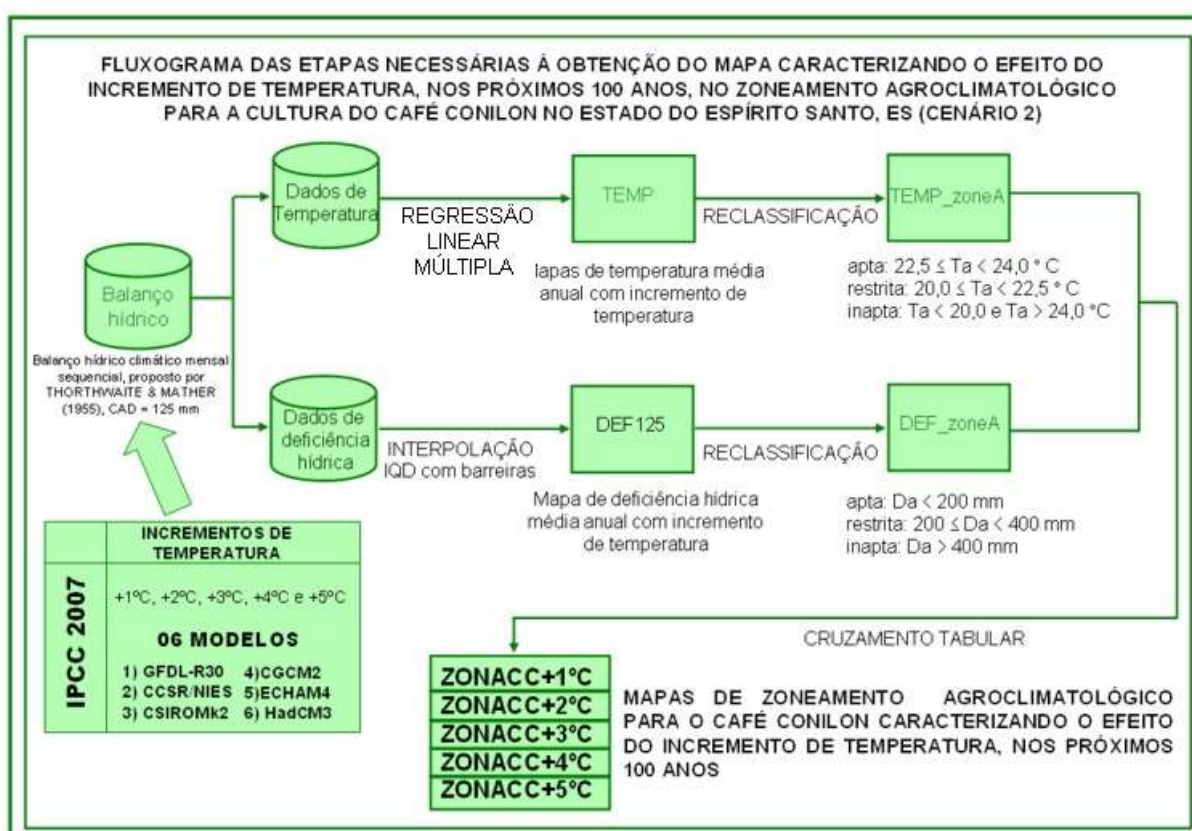 FLUXOGRAMA DAS ETAPAS NECESSÁRIAS À OBTENÇÃO DO MAPA CARACTERIZANDO O EFEITO DO
INCREMENTO DE TEMPERATURA, NOS PRÓXIMOS 100 ANOS, NO ZONEAMENTO AGROCLIMATOLÓGICO
PARA A CULTURA DO CAFÉ CONILON NO ESTADO DO ESPÍRITO SANTO, ES (CENÁRIO 2)
Dados de
Temperatura
REGRESSÃO
LINEAR
MÚLTIPLA
TEMP
lapas de temperatura média
anual com incremento de
temperatura
RECLASSIFICAÇÃO
TEMP_zoneA
apta: 22,5 ≤ Ta < 24,0 ° C
restrita: 20,0 ≤ Ta < 22,5 ° C
inapta: Ta < 20,0 e Ta > 24,0 °C
Balanço
hídrico
Balanço hídrico climático mensal
sequencial, proposto por
THORTHWAITE & MATHER
(1955), CAD = 125 mm
Dados de
deficiência
hídrica
INTERPOLAÇÃO
IQD com barreiras
DEF125
Mapa de deficiência hídrica
média anual com incremento
de temperatura
RECLASSIFICAÇÃO
DEF_zoneA
apta: Da < 200 mm
restrita: 200 ≤ Da < 400 mm
inapta: Da > 400 mm
IPCC 2007
INCREMENTOS DE
TEMPERATURA
+1ºC, +2ºC, +3ºC, +4ºC e +5ºC
06 MODELOS
1) GFDL-R30 4)CGCM2
2) CCSR/NIES 5)ECHAM4
3) CSIROMk2 6) HadCM3
CRUZAMENTO TABULAR
ZONACC+1ºC
ZONACC+2ºC
ZONACC+3ºC
ZONACC+4ºC
ZONACC+5ºC
MAPAS DE ZONEAMENTO AGROCLIMATOLÓGICO
PARA O CAFÉ CONILON CARACTERIZANDO O EFEITO
DO INCREMENTO DE TEMPERATURA, NOS PRÓXIMOS
100 ANOS